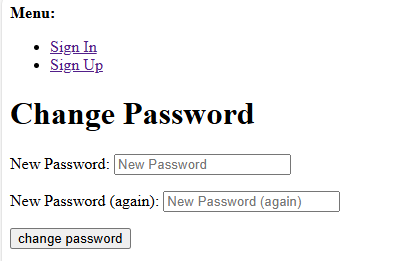 Menu:
Sign In
Sign Up
Change Password
New Password: New Password
New Password (again): New Password (again)
change password